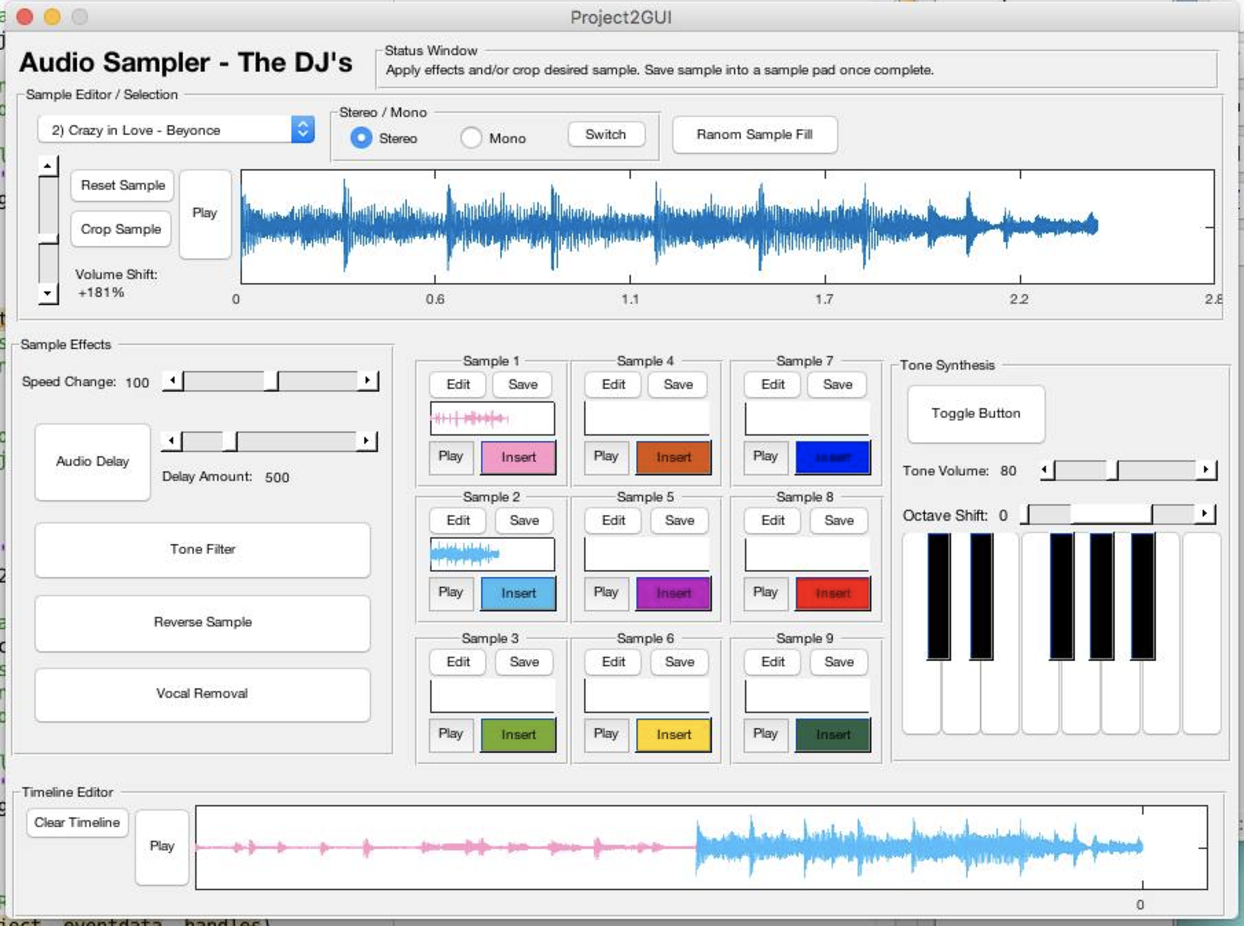 Project2GUI
Audio Sampler - The DJ's
Status Window
Apply effects and/or crop desired sample. Save sample into a sample pad once complete.
Sample Editor / Selection
2) Crazy in Love - Beyonce
Stereo / Mono
Stereo
Mono
Switch
Ranom Sample Fill
Reset Sample
Crop Sample
Play
Volume Shift:
+181%
0 0.6 1.1 1.7 2.2 2.8
Sample Effects
Speed Change: 100
Audio Delay
Delay Amount: 500
Tone Filter
Reverse Sample
Vocal Removal
Sample 1
Edit Save
Play Insert
Sample 4
Edit Save
Play Insert
Sample 7
Edit Save
Play Insert
Sample 2
Edit Save
Play Insert
Sample 5
Edit Save
Play Insert
Sample 8
Edit Save
Play Insert
Sample 3
Edit Save
Play Insert
Sample 6
Edit Save
Play Insert
Sample 9
Edit Save
Play Insert
Tone Synthesis
Toggle Button
Tone Volume: 80
Octave Shift: 0
Timeline Editor
Clear Timeline
Play
0
eventdata, handles)